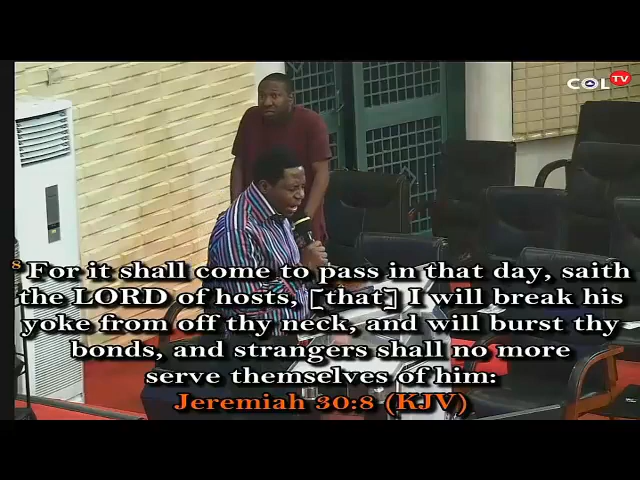 COL TV
8 For it shall come to pass in that day, saith
the LORD of hosts, [that] I will break his
yoke from off thy neck, and will burst thy
bonds, and strangers shall no more
serve themselves of him:
Jeremiah 30:8 (KJV)